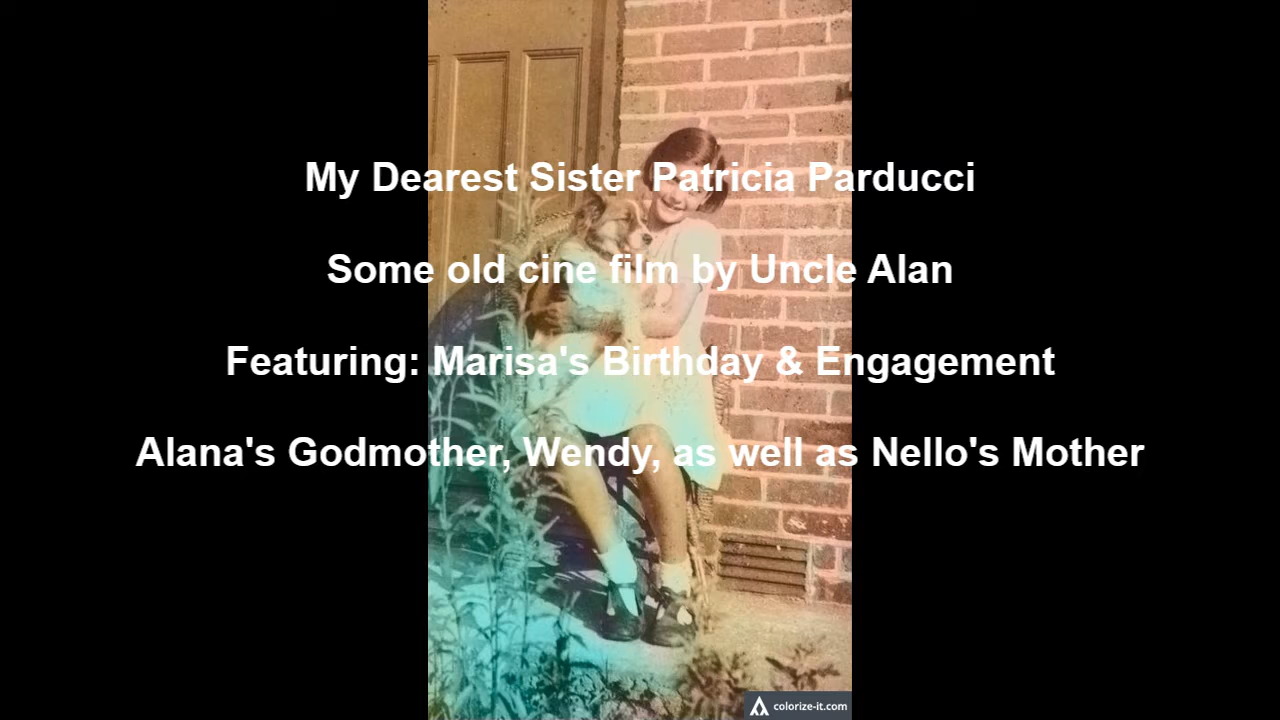 My Dearest Sister Patricia Parducci
Some old cine film by Uncle Alan
Featuring: Marisa's Birthday & Engagement
Alana's Godmother, Wendy, as well as Nello's Mother
colorize-it.com